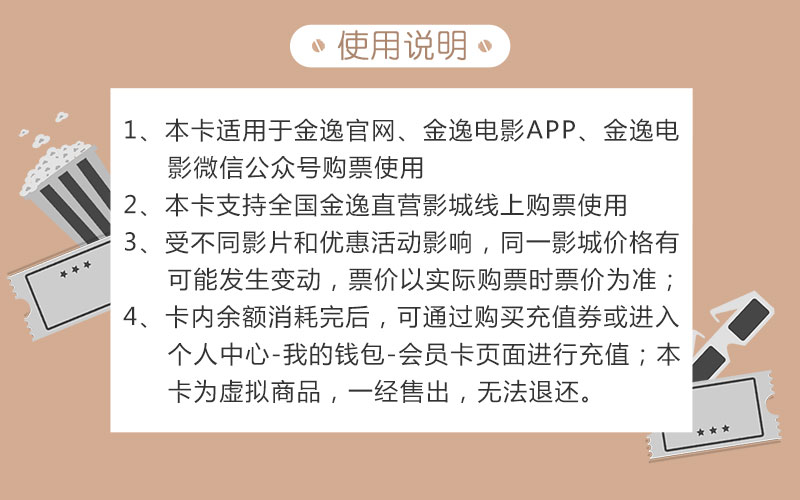 使用说明
1、本卡适用于金逸官网、金逸电影APP、金逸电
影微信公众号购票使用
2、本卡支持全国金逸直营影城线上购票使用
3、受不同影片和优惠活动影响，同一影城价格有
可能发生变动，票价以实际购票时票价为准；
4、卡内余额消耗完后，可通过购买充值券或进入
个人中心-我的钱包-会员卡页面进行充值；本
卡为虚拟商品，一经售出，无法退还。